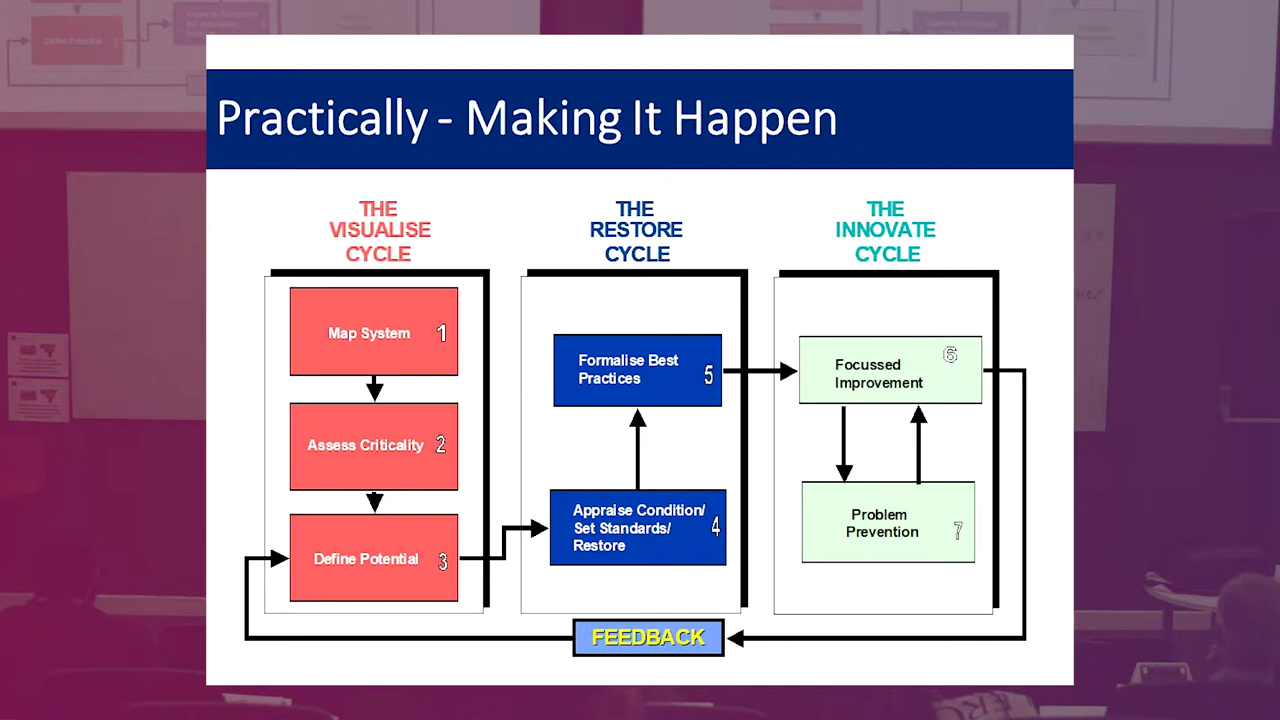 Practically - Making It Happen
THE
VISUALISE
CYCLE
Map System 1
Assess Criticality 2
Define Potential 3
THE
RESTORE
CYCLE
Formalise Best
Practices 5
Appraise Condition/
Set Standards/ 4
Restore
THE
INNOVATE
CYCLE
6
Focussed
Improvement
Problem
Prevention 7
FEEDBACK